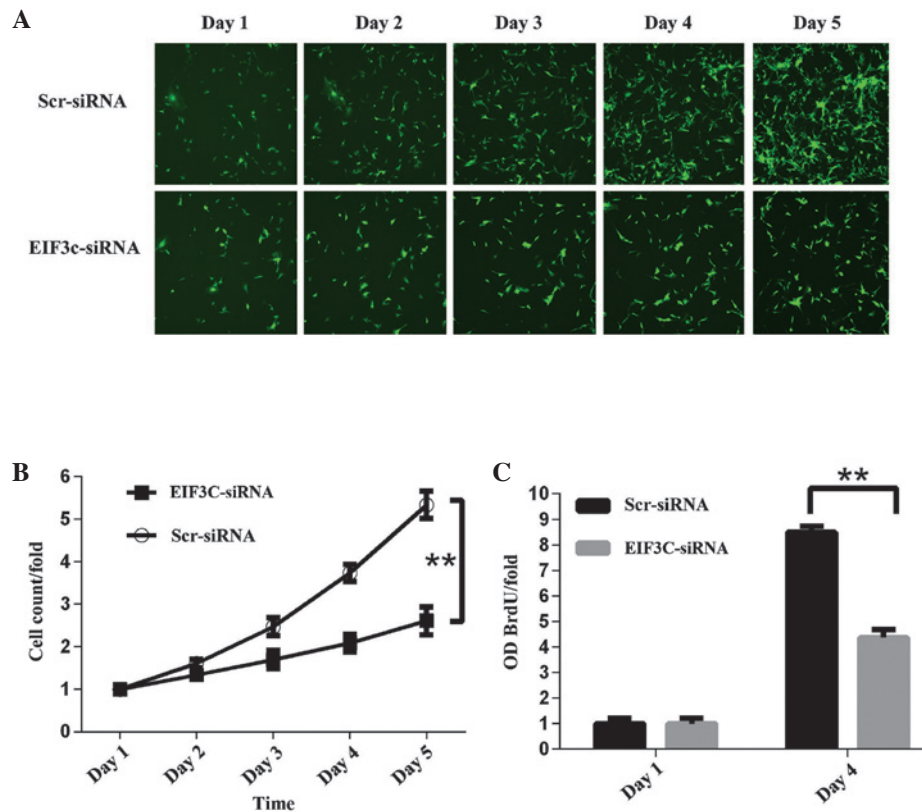 A
Day 1 Day 2 Day 3 Day 4 Day 5
Scr-siRNA
EIF3c-siRNA
B
6
5
4
3
2
1
0
Cell count/fold
EIF3C-siRNA
Scr-siRNA
**
Day 1 Day 2 Day 3 Day 4 Day 5
Time
C
10
9
8
7
6
5
4
3
2
1
0
OD BrdU/fold
Scr-siRNA
EIF3C-siRNA
**
Day 1 Day 4